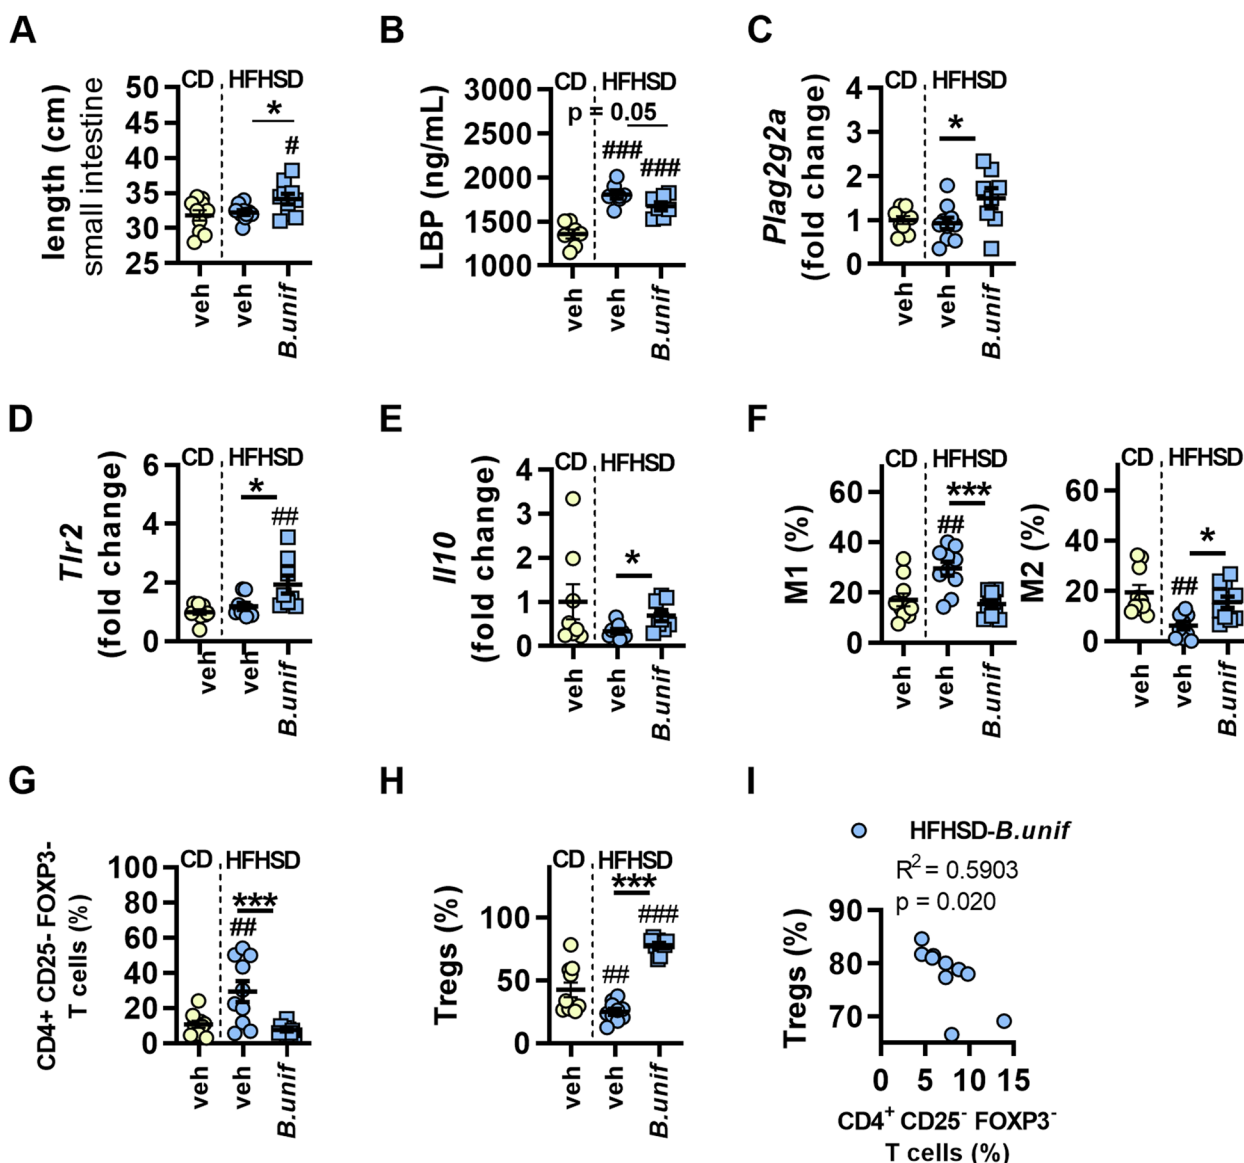 A
length (cm)
small intestine
CD
HFHSD
*
#
50
45
40
35
30
25
veh
veh
B.unif
B
LBP (ng/mL)
CD
HFHSD
p = 0.05
###
###
3000
2500
2000
1500
1000
veh
veh
B.unif
C
Plag2g2a
(fold change)
*
4
3
2
1
0
veh
veh
B.unif
D
Tlr2
(fold change)
CD
HFHSD
*
##
6
4
2
0
veh
veh
B.unif
E
Il10
(fold change)
CD
HFHSD
*
4
3
2
1
0
veh
veh
B.unif
F
M1 (%)
CD
HFHSD
***
##
60
40
20
0
veh
veh
B.unif
M2 (%)
CD
HFHSD
*
##
60
40
20
0
veh
veh
B.unif
G
CD4+ CD25- FOXP3-
T cells (%)
CD
HFHSD
***
##
100
80
60
40
20
0
veh
veh
B.unif
H
Tregs (%)
CD
HFHSD
***
###
##
100
50
0
veh
veh
B.unif
I
HFHSD-B.unif
R² = 0.5903
p = 0.020
Tregs (%)
90
80
70
0 5 10 15
CD4⁺ CD25⁻ FOXP3⁻
T cells (%)